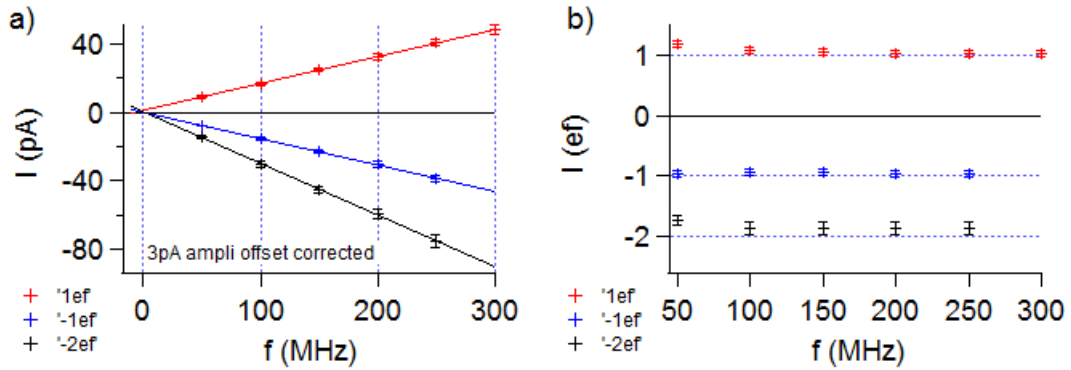 a)
I (pA)
40
0
-40
-80
3pA ampli offset corrected
0
100
200
300
f (MHz)
'1ef'
'-1ef'
'-2ef'
b)
I (ef)
1
0
-1
-2
50
100
150
200
250
300
f (MHz)
'1ef'
'-1ef'
'-2ef'